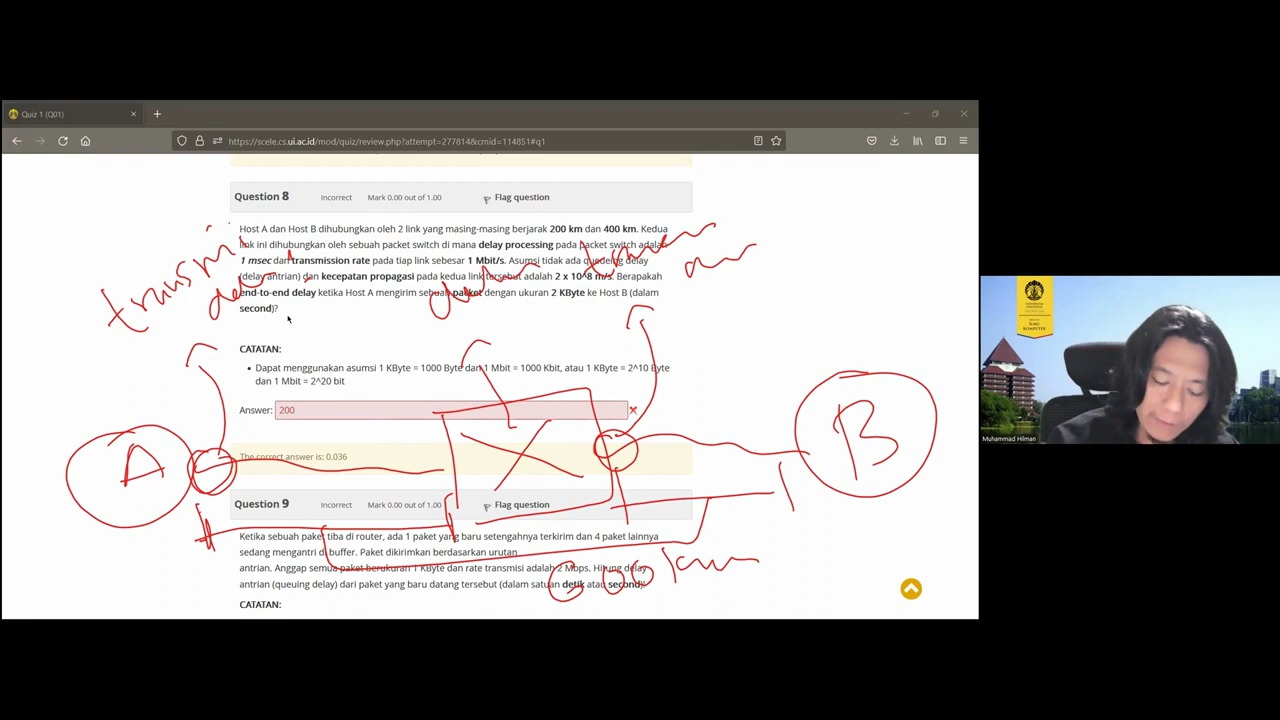 Quiz 1 (Q01)
https://scele.cs.ui.ac.id/mod/quiz/review.php?attempt=277814&cmid=114851#q1
Question 8 Incorrect Mark 0.00 out of 1.00 Flag question
Host A dan Host B dihubungkan oleh 2 link yang masing-masing berjarak 200 km dan 400 km. Kedua
link ini dihubungkan oleh sebuah packet switch di mana delay processing pada packet switch adalah
1 msec dan transmission rate pada tiap link sebesar 1 Mbit/s. Asumsi tidak ada queueing delay
(delay antrian) dan kecepatan propagasi pada kedua link tersebut adalah 2 x 10^8 m/s. Berapakah
end-to-end delay ketika Host A mengirim sebuah packet dengan ukuran 2 KByte ke Host B (dalam
second)?
transmi
delay
CATATAN:
Dapat menggunakan asumsi 1 KByte = 1000 Byte dan 1 Mbit = 1000 Kbit, atau 1 KByte = 2^10 Byte
dan 1 Mbit = 2^20 bit
Answer: 200
A
B
The correct answer is: 0.036
Question 9 Incorrect Mark 0.00 out of 1.00 Flag question
Ketika sebuah paket tiba di router, ada 1 paket yang baru setengahnya terkirim dan 4 paket lainnya
sedang mengantri di buffer. Paket dikirimkan berdasarkan urutan
antrian. Anggap semua paket berukuran 1 KByte dan rate transmisi adalah 2 Mbps. Hitung delay
antrian (queuing delay) dari paket yang baru datang tersebut (dalam satuan detik atau second)!
600 km
CATATAN:
UNIVERSITAS INDONESIA
FAKULTAS
ILMU
KOMPUTER
Muhammad Hilman